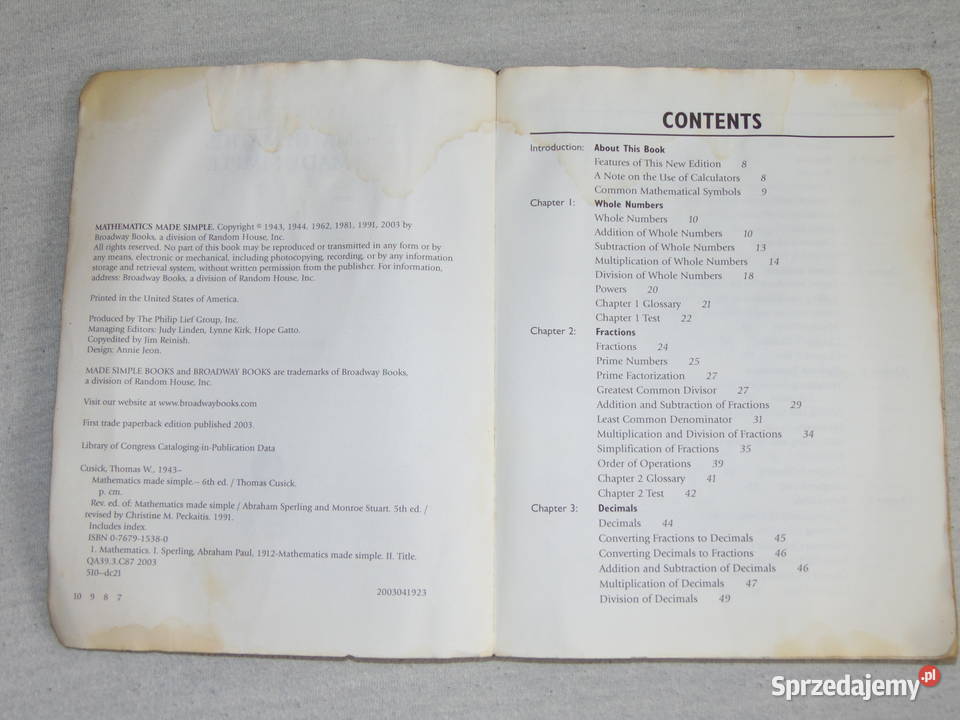 MATHEMATICS MADE SIMPLE. Copyright © 1943, 1944, 1962, 1981, 1991, 2003 by
Broadway Books, a division of Random House, Inc.
All rights reserved. No part of this book may be reproduced or transmitted in any form or by
any means, electronic or mechanical, including photocopying, recording, or by any information
storage and retrieval system, without written permission from the publisher. For information,
address: Broadway Books, a division of Random House, Inc.
Printed in the United States of America.
Produced by The Philip Lief Group, Inc.
Managing Editors: Judy Linden, Lynne Kirk, Hope Gatto.
Copyedited by Jim Reinish.
Design: Annie Jeon.
MADE SIMPLE BOOKS and BROADWAY BOOKS are trademarks of Broadway Books,
a division of Random House, Inc.
Visit our website at www.broadwaybooks.com
First trade paperback edition published 2003.
Library of Congress Cataloging-in-Publication Data
Cusick, Thomas W., 1943–
Mathematics made simple.– 6th ed. / Thomas Cusick.
p. cm.
Rev. ed. of: Mathematics made simple / Abraham Sperling and Monroe Stuart. 5th ed. /
revised by Christine M. Peckaitis. 1991.
Includes index.
ISBN 0-7679-1538-0
1. Mathematics. I. Sperling, Abraham Paul, 1912-Mathematics made simple. II. Title.
QA39.3.C87 2003
510–dc21
2003041923
10 9 8 7
CONTENTS
Introduction: About This Book
Features of This New Edition 8
A Note on the Use of Calculators 8
Common Mathematical Symbols 9
Chapter 1: Whole Numbers
Whole Numbers 10
Addition of Whole Numbers 10
Subtraction of Whole Numbers 13
Multiplication of Whole Numbers 14
Division of Whole Numbers 18
Powers 20
Chapter 1 Glossary 21
Chapter 1 Test 22
Chapter 2: Fractions
Fractions 24
Prime Numbers 25
Prime Factorization 27
Greatest Common Divisor 27
Addition and Subtraction of Fractions 29
Least Common Denominator 31
Multiplication and Division of Fractions 34
Simplification of Fractions 35
Order of Operations 39
Chapter 2 Glossary 41
Chapter 2 Test 42
Chapter 3: Decimals
Decimals 44
Converting Fractions to Decimals 45
Converting Decimals to Fractions 46
Addition and Subtraction of Decimals 46
Multiplication of Decimals 47
Division of Decimals 49
Sprzedajemy.pl